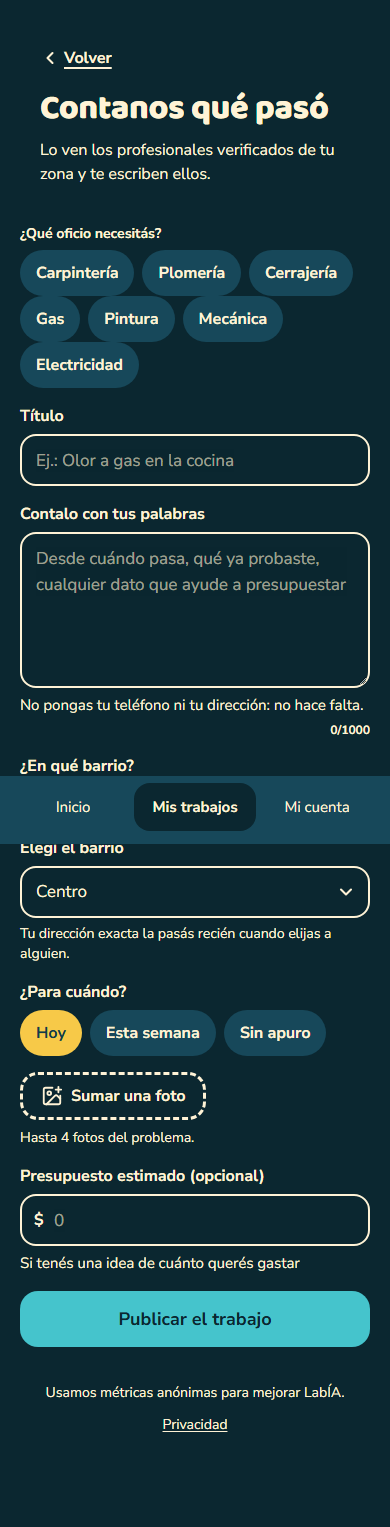 Volver
Contanos qué pasó
Lo ven los profesionales verificados de tu
zona y te escriben ellos.
¿Qué oficio necesitás?
Carpintería Plomería Cerrajería
Gas Pintura Mecánica
Electricidad
Título
Ej.: Olor a gas en la cocina
Contalo con tus palabras
Desde cuándo pasa, qué ya probaste,
cualquier dato que ayude a presupuestar
No pongas tu teléfono ni tu dirección: no hace falta.
0/1000
¿En qué barrio?
Inicio Mis trabajos Mi cuenta
Elegí el barrio
Centro
Tu dirección exacta la pasás recién cuando elijas a
alguien.
¿Para cuándo?
Hoy Esta semana Sin apuro
Sumar una foto
Hasta 4 fotos del problema.
Presupuesto estimado (opcional)
$ 0
Si tenés una idea de cuánto querés gastar
Publicar el trabajo
Usamos métricas anónimas para mejorar LabÍA.
Privacidad